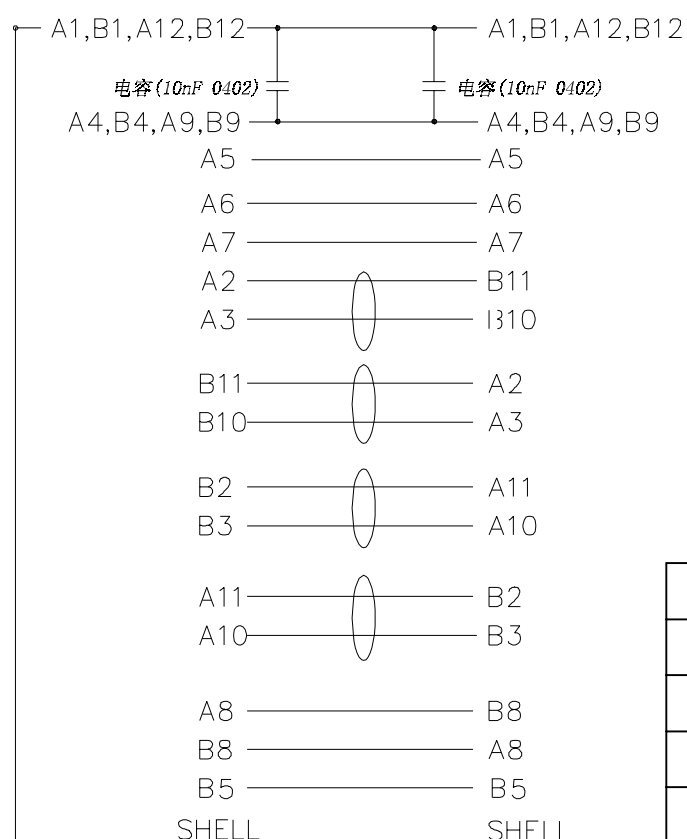 A1,B1,A12,B12 A1,B1,A12,B12
电容(10nF 0402) 电容(10nF 0402)
A4,B4,A9,B9 A4,B4,A9,B9
A5 A5
A6 A6
A7 A7
A2 B11
A3 B10
B11 A2
B10 A3
B2 A11
B3 A10
A11 B2
A10 B3
A8 B8
B8 A8
B5 B5
SHELL SHELL